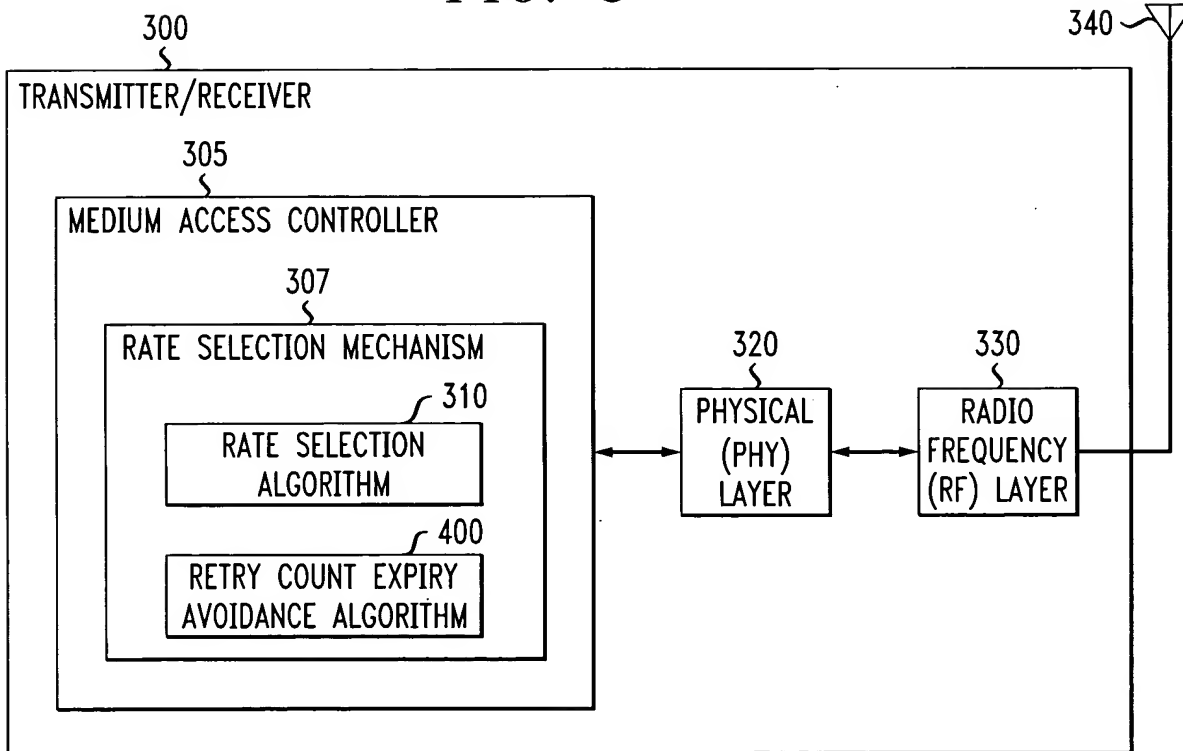 300
340
TRANSMITTER/RECEIVER
305
MEDIUM ACCESS CONTROLLER
307
RATE SELECTION MECHANISM
310
RATE SELECTION
ALGORITHM
400
RETRY COUNT EXPIRY
AVOIDANCE ALGORITHM
320
PHYSICAL
(PHY)
LAYER
330
RADIO
FREQUENCY
(RF) LAYER